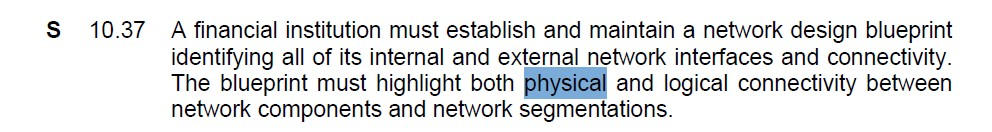 S 10.37 A financial institution must establish and maintain a network design blueprint
identifying all of its internal and external network interfaces and connectivity.
The blueprint must highlight both physical and logical connectivity between
network components and network segmentations.